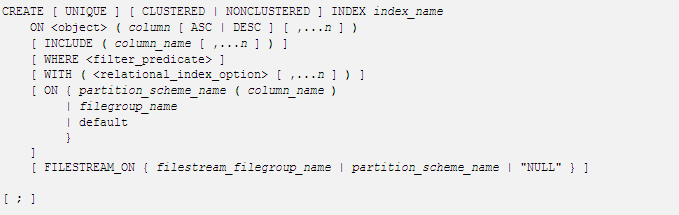 CREATE [ UNIQUE ] [ CLUSTERED | NONCLUSTERED ] INDEX index_name
    ON <object> ( column [ ASC | DESC ] [ ,...n ] )
    [ INCLUDE ( column_name [ ,...n ] ) ]
    [ WHERE <filter_predicate> ]
    [ WITH ( <relational_index_option> [ ,...n ] ) ]
    [ ON { partition_scheme_name ( column_name )
         | filegroup_name
         | default
         }
    ]
    [ FILESTREAM_ON { filestream_filegroup_name | partition_scheme_name | "NULL" } ]
[ ; ]